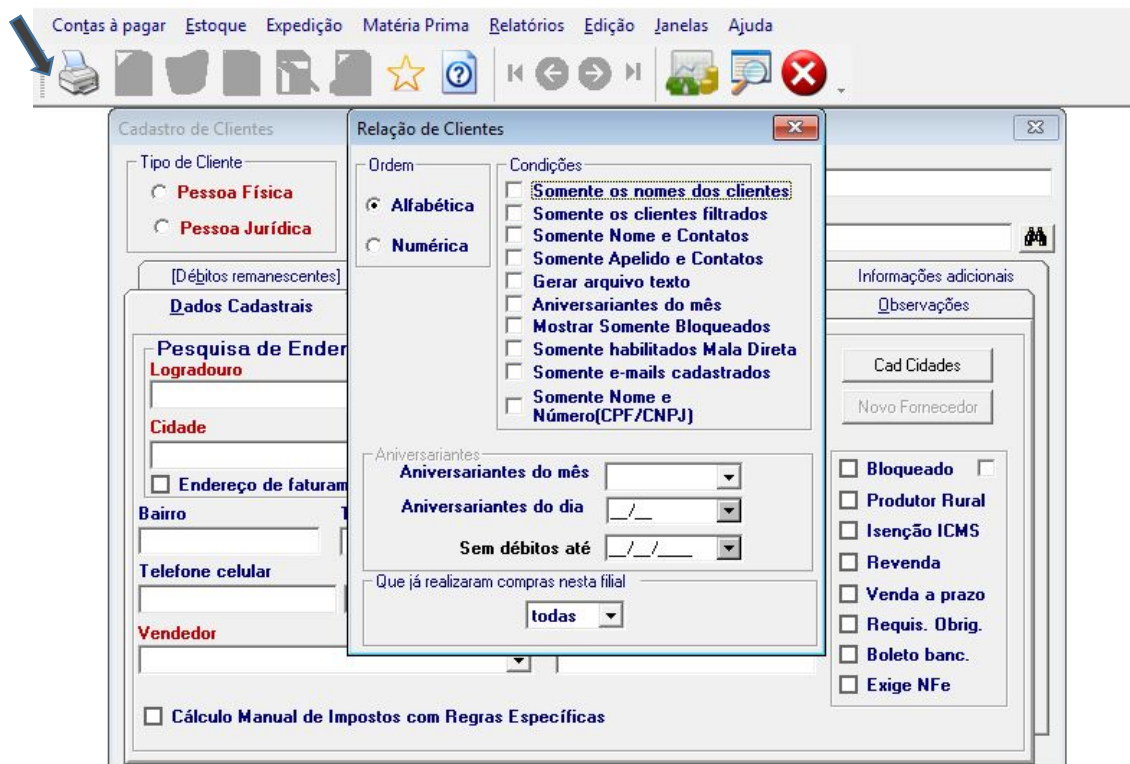 Contas à pagar Estoque Expedição Matéria Prima Relatórios Edição Janelas Ajuda
Cadastro de Clientes
Relação de Clientes
Tipo de Cliente
Pessoa Física
Pessoa Jurídica
Ordem
Alfabética
Numérica
Condições
Somente os nomes dos clientes
Somente os clientes filtrados
Somente Nome e Contatos
Somente Apelido e Contatos
Gerar arquivo texto
Aniversariantes do mês
Mostrar Somente Bloqueados
Somente habilitados Mala Direta
Somente e-mails cadastrados
Somente Nome e
Número(CPF/CNPJ)
[Débitos remanescentes]
Informações adicionais
Dados Cadastrais
Observações
Pesquisa de Ender
Logradouro
Cidade
Endereço de faturam
Bairro
T
Telefone celular
Vendedor
Aniversariantes
Aniversariantes do mês
Aniversariantes do dia __/__
Sem débitos até __/__/____
Que já realizaram compras nesta filial
todas
Cad Cidades
Novo Fornecedor
Bloqueado
Produtor Rural
Isenção ICMS
Revenda
Venda a prazo
Requis. Obrig.
Boleto banc.
Exige NFe
Cálculo Manual de Impostos com Regras Específicas